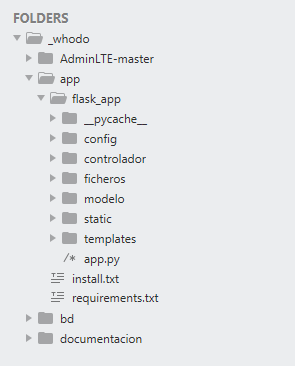 FOLDERS
_whodo
AdminLTE-master
app
flask_app
__pycache__
config
controlador
ficheros
modelo
static
templates
/* app.py
install.txt
requirements.txt
bd
documentacion